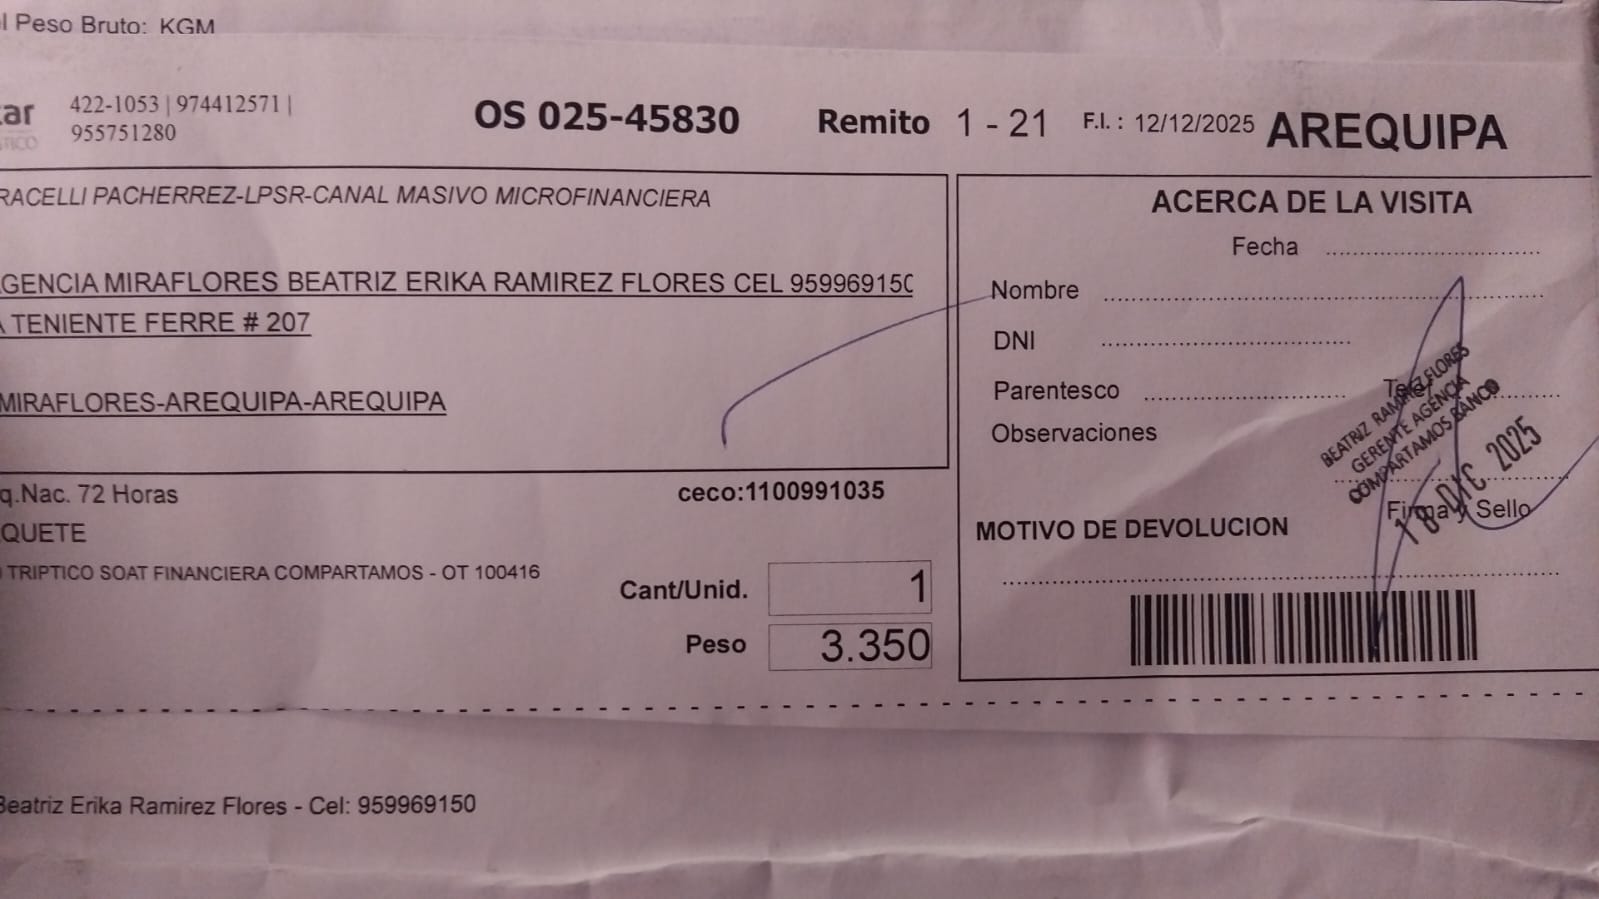 l Peso Bruto: KGM
ar
422-1053 | 974412571 |
955751280
OS 025-45830
Remito 1 - 21
F.I. : 12/12/2025
AREQUIPA
RACELLI PACHERREZ-LPSR-CANAL MASIVO MICROFINANCIERA
GENCIA MIRAFLORES BEATRIZ ERIKA RAMIREZ FLORES CEL 959969150
TENIENTE FERRE # 207
MIRAFLORES-AREQUIPA-AREQUIPA
q.Nac. 72 Horas
ceco:1100991035
QUETE
TRIPTICO SOAT FINANCIERA COMPARTAMOS - OT 100416
Cant/Unid. 1
Peso 3.350
ACERCA DE LA VISITA
Fecha
Nombre
DNI
Parentesco
Observaciones
BEATRIZ RAMIREZ FLORES
GERENTE AGENCIA
COMPARTAMOS BANCO
18 DIC 2025
Firma y Sello
MOTIVO DE DEVOLUCION
Beatriz Erika Ramirez Flores - Cel: 959969150